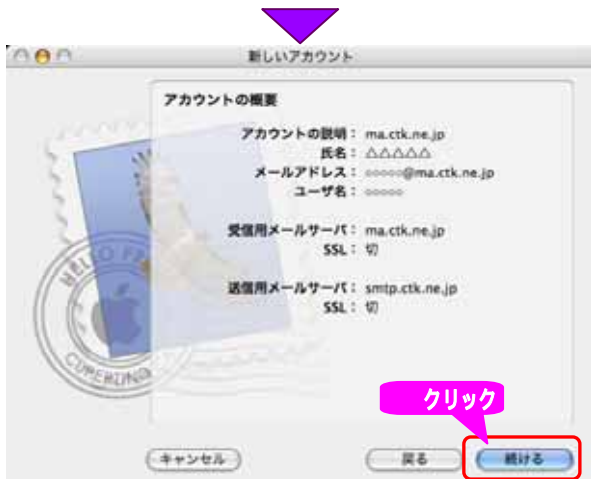 新しいアカウント
アカウントの概要
アカウントの説明： ma.ctk.ne.jp
氏名： △△△△△
メールアドレス： ○○○○○@ma.ctk.ne.jp
ユーザ名： ○○○○○
受信用メールサーバ： ma.ctk.ne.jp
SSL： 切
送信用メールサーバ： smtp.ctk.ne.jp
SSL： 切
HELLO FROM
CUPERTINO
クリック
キャンセル
戻る
続ける